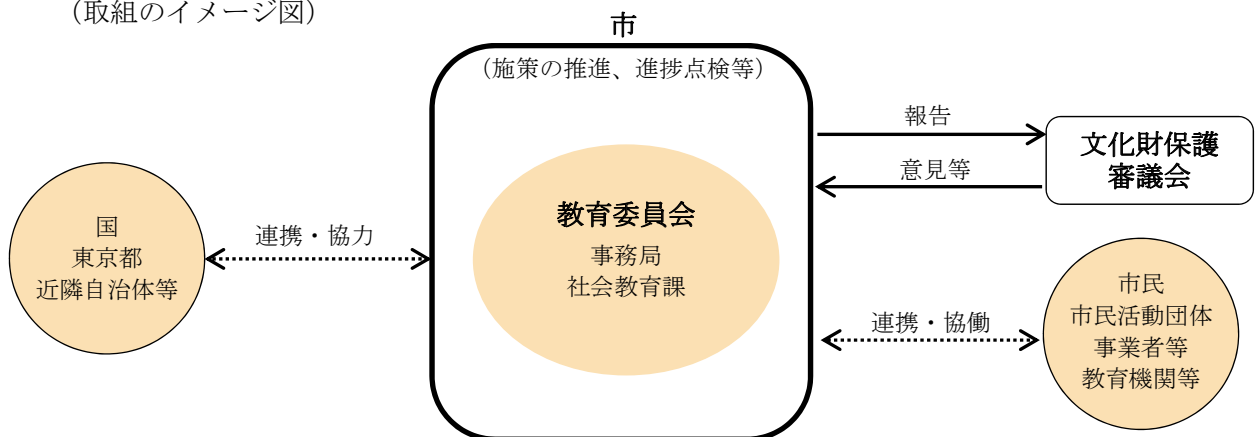 (取組のイメージ図)
市
(施策の推進、進捗点検等)
報告
文化財保護
審議会
意見等
教育委員会
事務局
社会教育課
国
東京都
近隣自治体等
連携・協力
連携・協働
市民
市民活動団体
事業者等
教育機関等